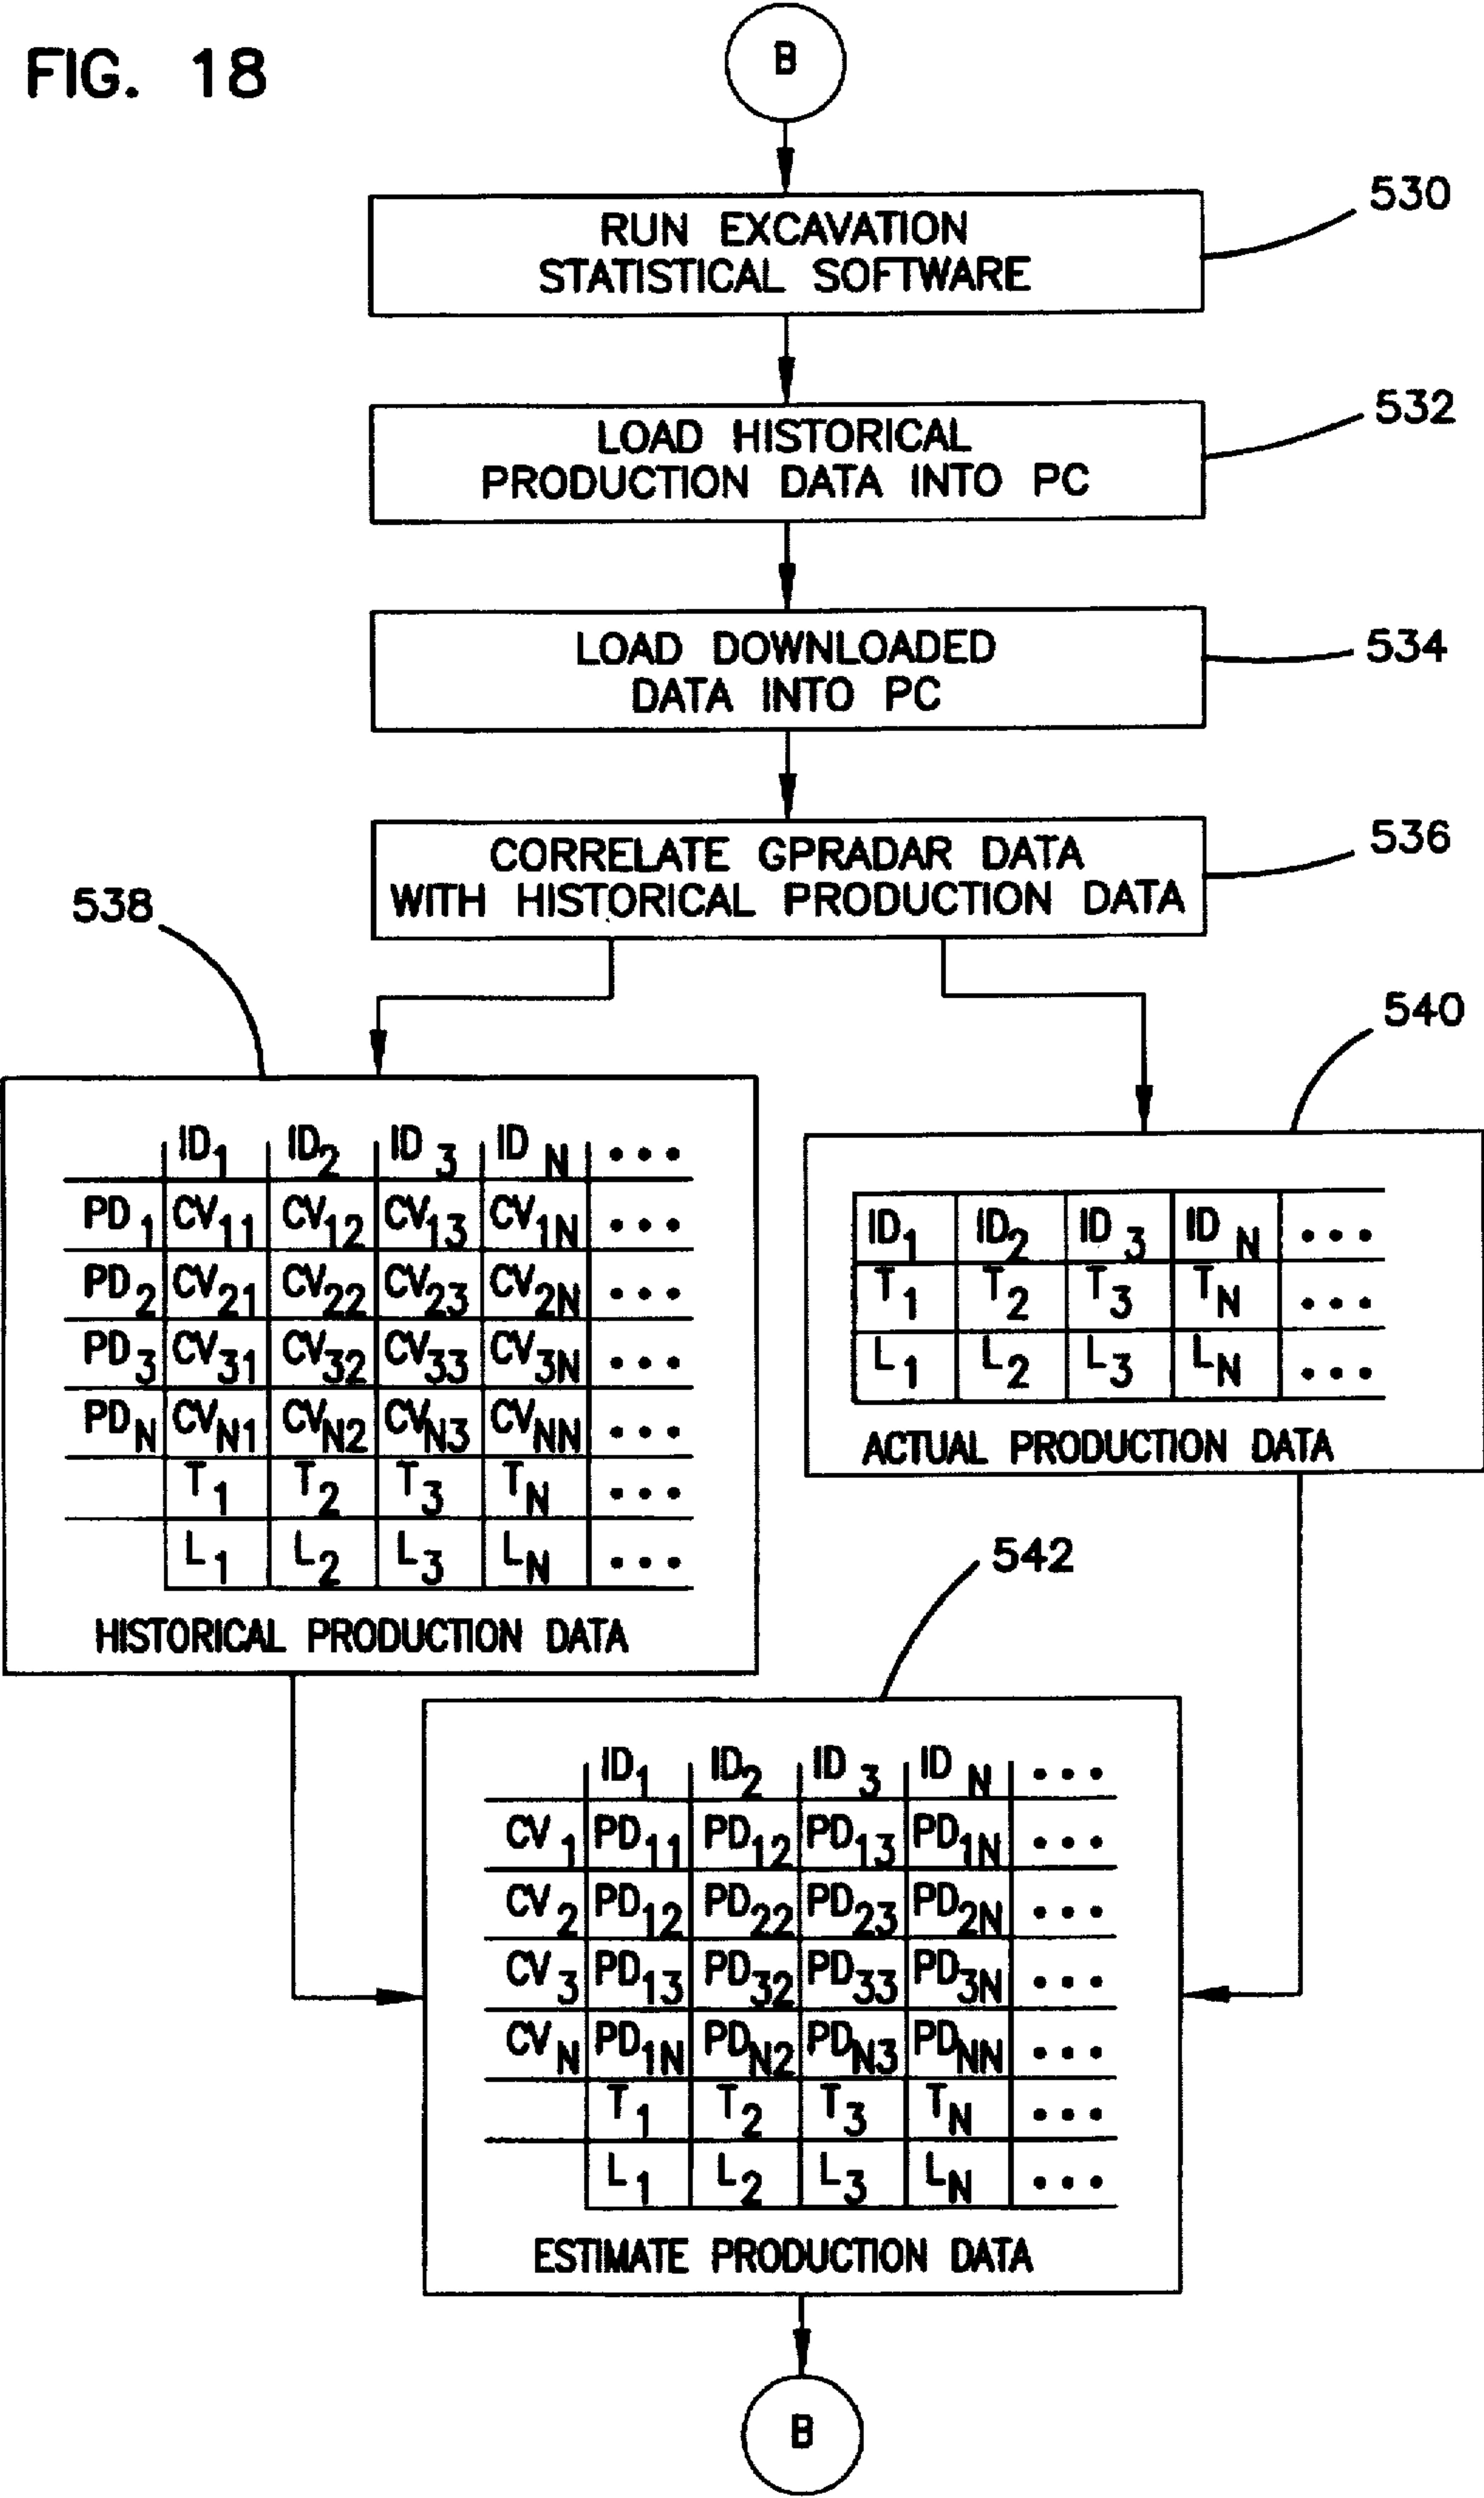 FIG. 18
B
RUN EXCAVATION
STATISTICAL SOFTWARE
530
LOAD HISTORICAL
PRODUCTION DATA INTO PC
532
LOAD DOWNLOADED
DATA INTO PC
534
CORRELATE GPRADAR DATA
WITH HISTORICAL PRODUCTION DATA
536
538
ID1 ID2 ID3 IDN •••
PD1 CV11 CV12 CV13 CV1N •••
PD2 CV21 CV22 CV23 CV2N •••
PD3 CV31 CV32 CV33 CV3N •••
PDN CVN1 CVN2 CVN3 CVNN •••
T1 T2 T3 TN •••
L1 L2 L3 LN •••
HISTORICAL PRODUCTION DATA
540
ID1 ID2 ID3 IDN •••
T1 T2 T3 TN •••
L1 L2 L3 LN •••
ACTUAL PRODUCTION DATA
542
ID1 ID2 ID3 IDN •••
CV1 PD11 PD12 PD13 PD1N •••
CV2 PD12 PD22 PD23 PD2N •••
CV3 PD13 PD32 PD33 PD3N •••
CVN PD1N PDN2 PDN3 PDNN •••
T1 T2 T3 TN •••
L1 L2 L3 LN •••
ESTIMATE PRODUCTION DATA
B